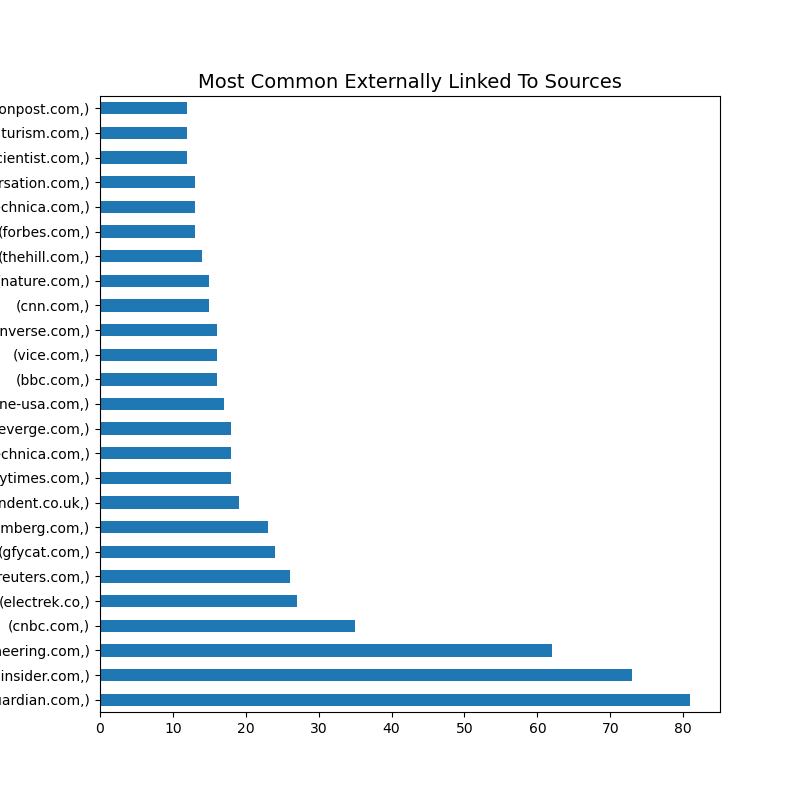 Most Common Externally Linked To Sources
onpost.com,)
turism.com,)
cientist.com,)
rsation.com,)
chnica.com,)
(forbes.com,)
(thehill.com,)
nature.com,)
(cnn.com,)
nverse.com,)
(vice.com,)
(bbc.com,)
ne-usa.com,)
everge.com,)
echnica.com,)
ytimes.com,)
ndent.co.uk,)
mberg.com,)
(gfycat.com,)
reuters.com,)
(electrek.co,)
(cnbc.com,)
neering.com,)
insider.com,)
uardian.com,)
0 10 20 30 40 50 60 70 80